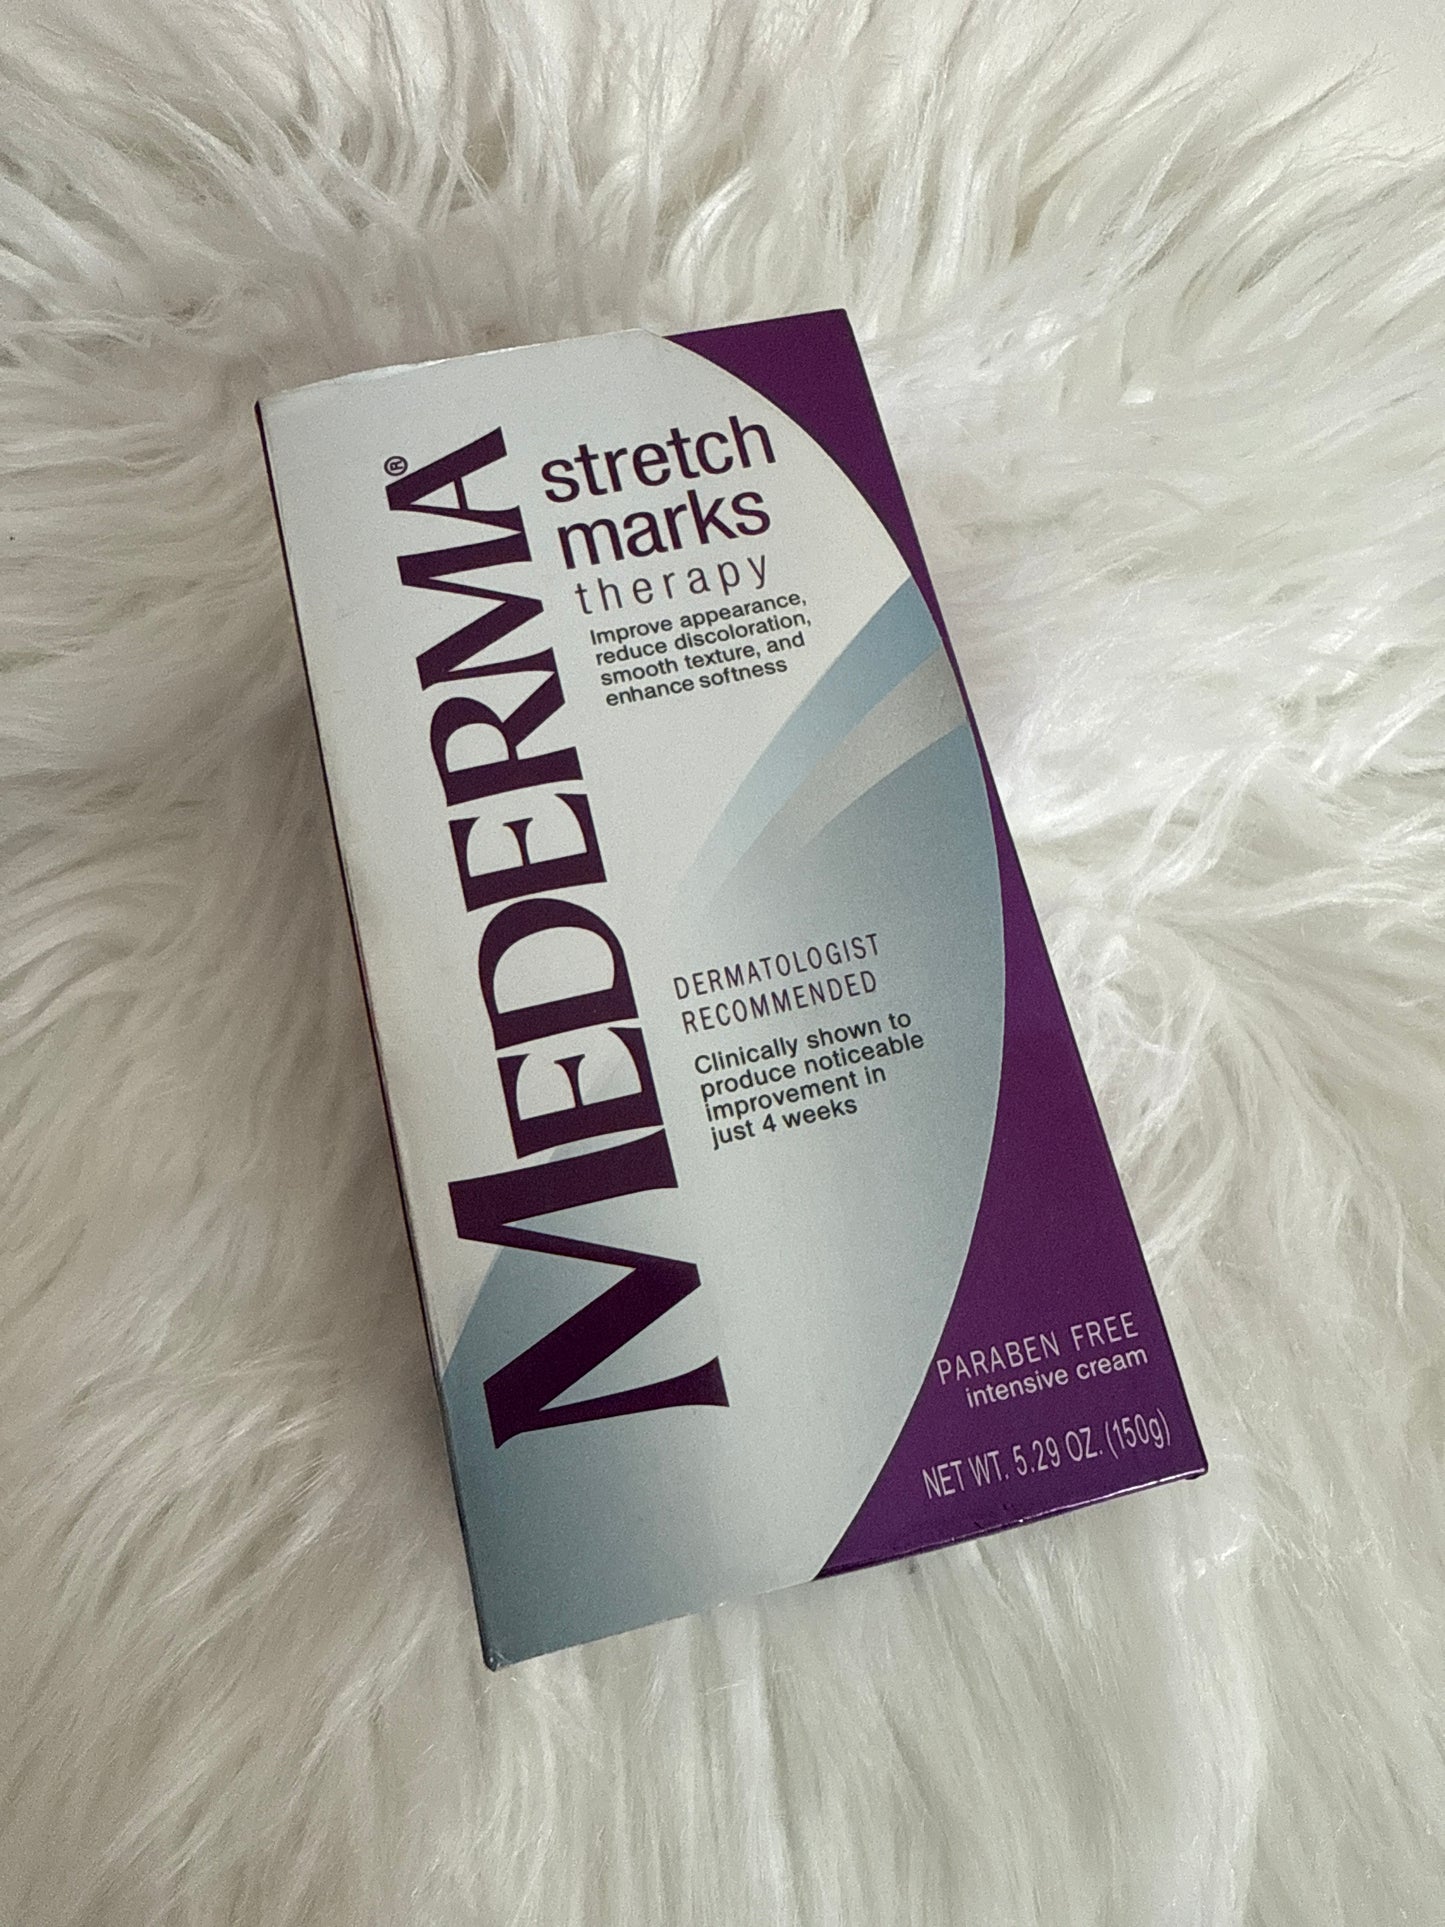 MEDERMA®
stretch
marks
therapy
Improve appearance,
reduce discoloration,
smooth texture, and
enhance softness
DERMATOLOGIST
RECOMMENDED
Clinically shown to
produce noticeable
improvement in
just 4 weeks
PARABEN FREE
intensive cream
NET WT. 5.29 OZ. (150g)